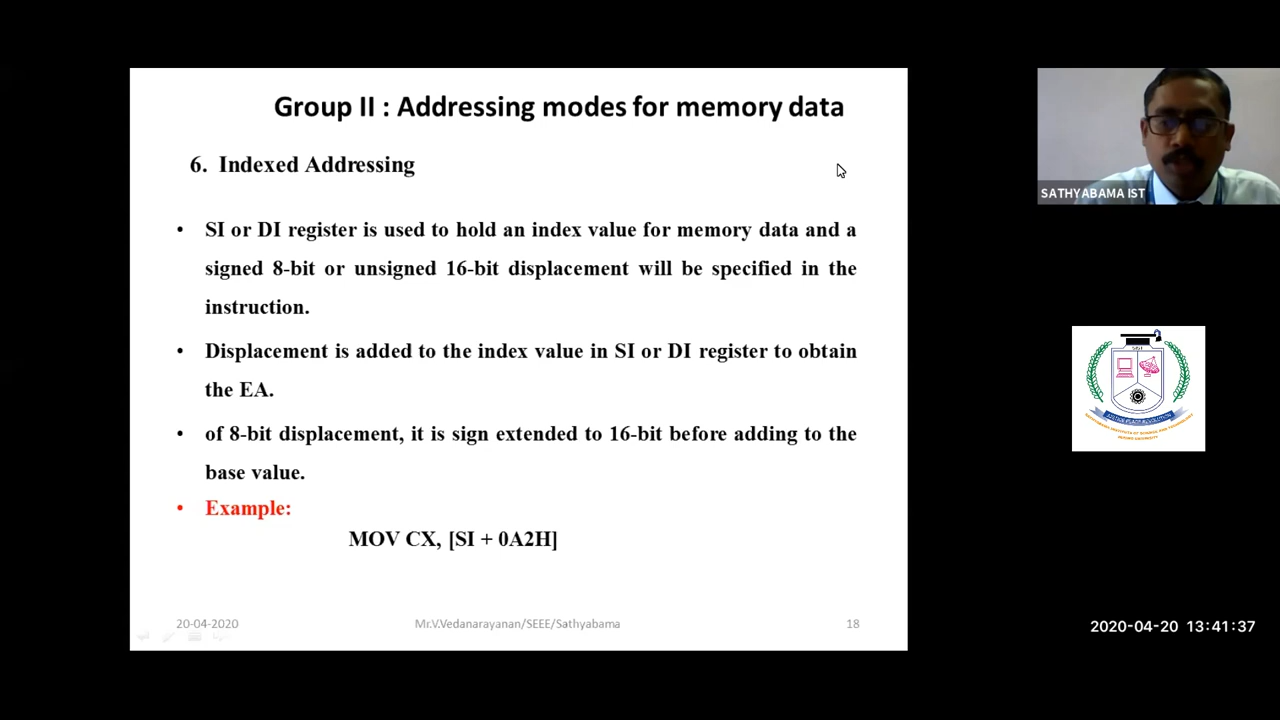 Group II : Addressing modes for memory data
6. Indexed Addressing
• SI or DI register is used to hold an index value for memory data and a
signed 8-bit or unsigned 16-bit displacement will be specified in the
instruction.
• Displacement is added to the index value in SI or DI register to obtain
the EA.
• of 8-bit displacement, it is sign extended to 16-bit before adding to the
base value.
• Example:
MOV CX, [SI + 0A2H]
20-04-2020
Mr.V.Vedanarayanan/SEEE/Sathyabama
18
SATHYABAMA IST
2020-04-20 13:41:37